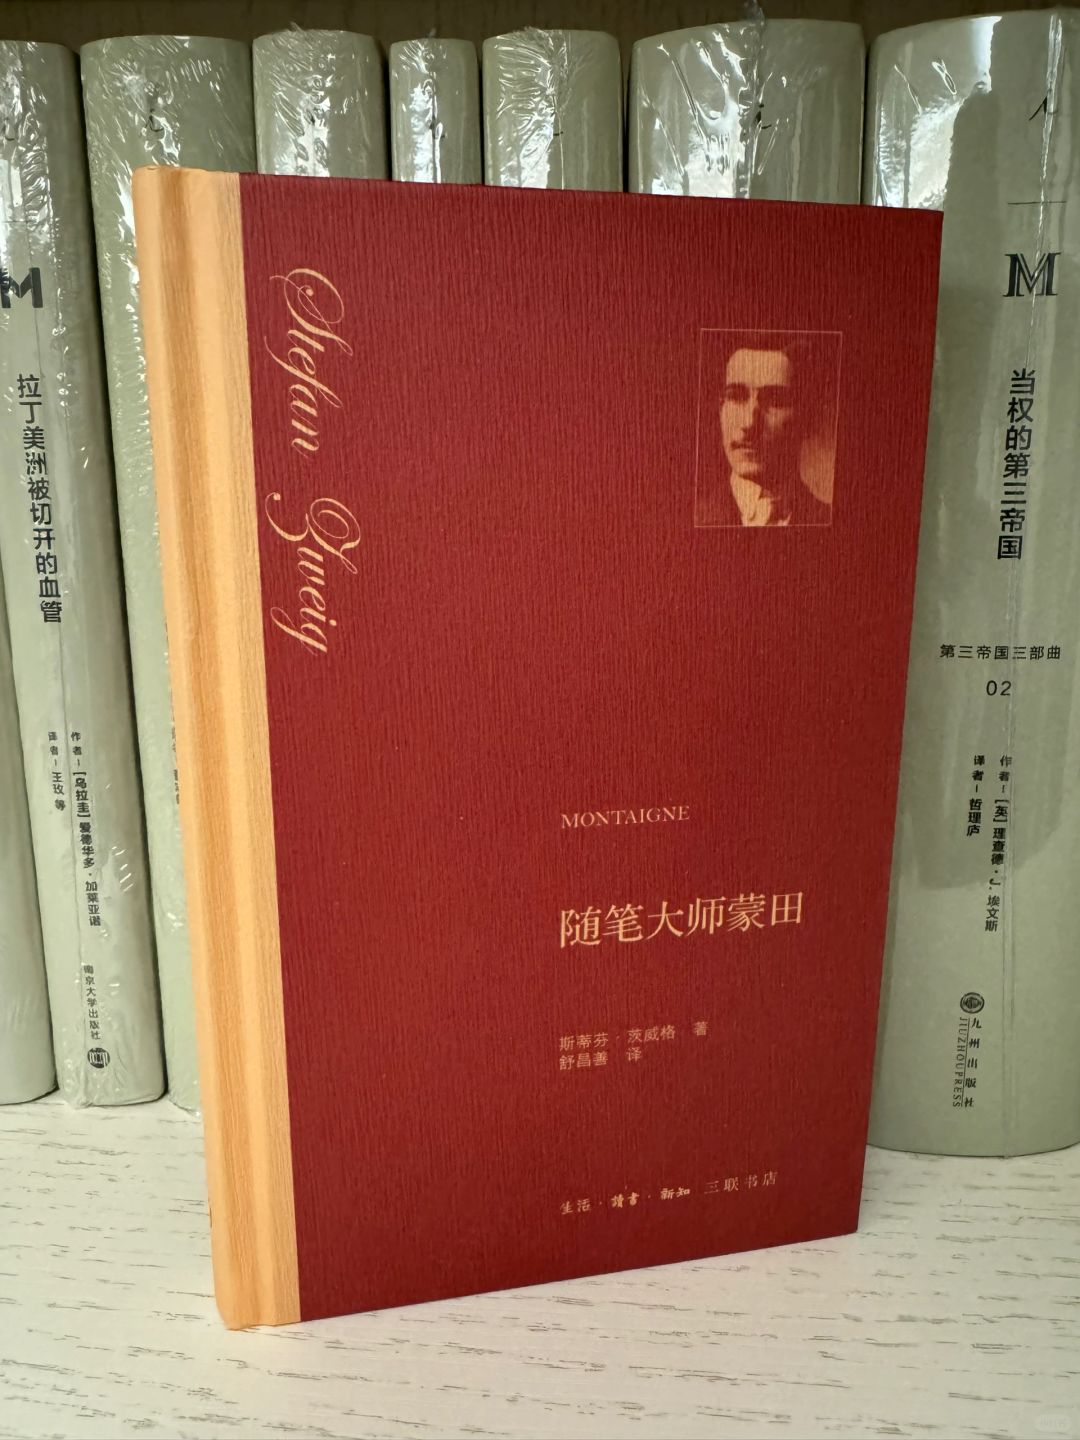 Stefan Zweig
MONTAIGNE
随笔大师蒙田
斯蒂芬·茨威格 著
舒昌善 译
生活·讀書·新知 三联书店
M
拉丁美洲被切开的血管
作者－[乌拉圭]爱德华多·加莱亚诺
译者－王玫 等
南京大学出版社
M
当权的第三帝国
第三帝国三部曲
02
作者－[英]理查德·J.埃文斯
译者－哲理庐
九州出版社
JIUZHOUPRESS